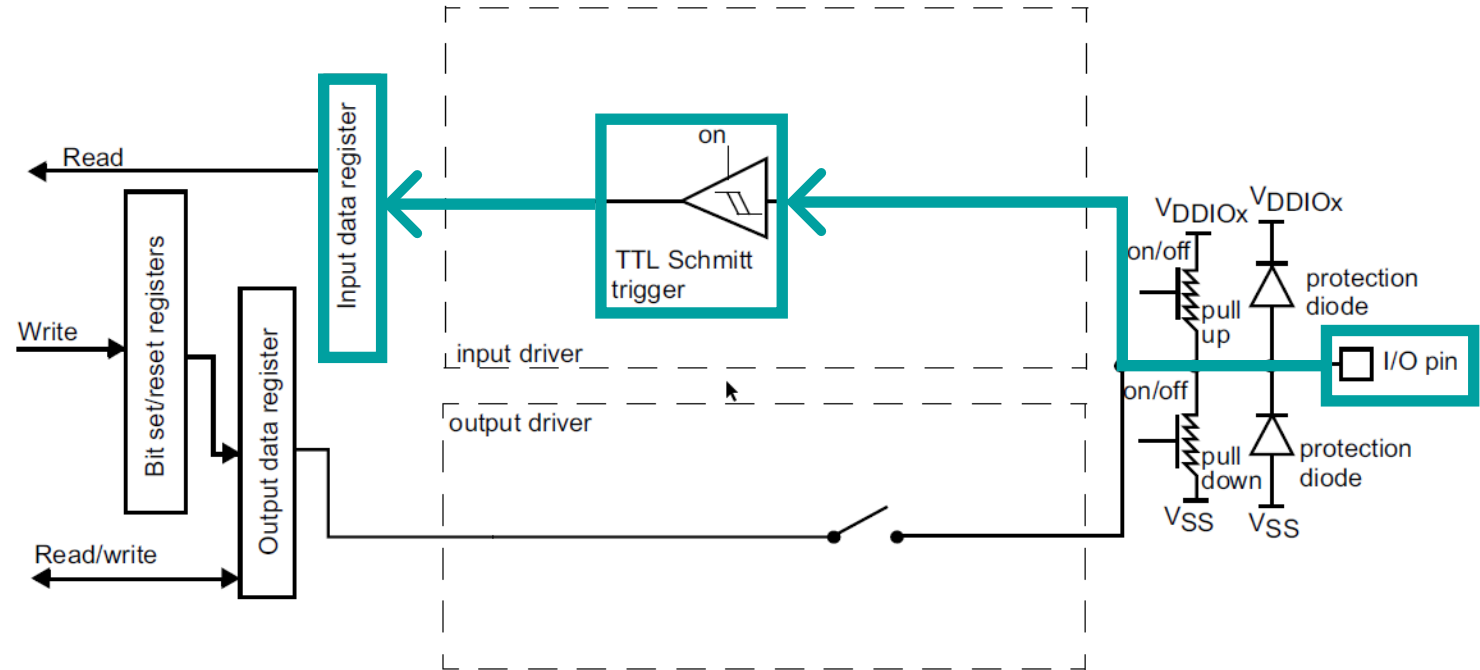 Read
Write
Read/write
Bit set/reset registers
Output data register
Input data register
on
TTL Schmitt
trigger
input driver
output driver
VDDIOx
VDDIOx
on/off
pull
up
protection
diode
I/O pin
on/off
pull
down
protection
diode
VSS
VSS